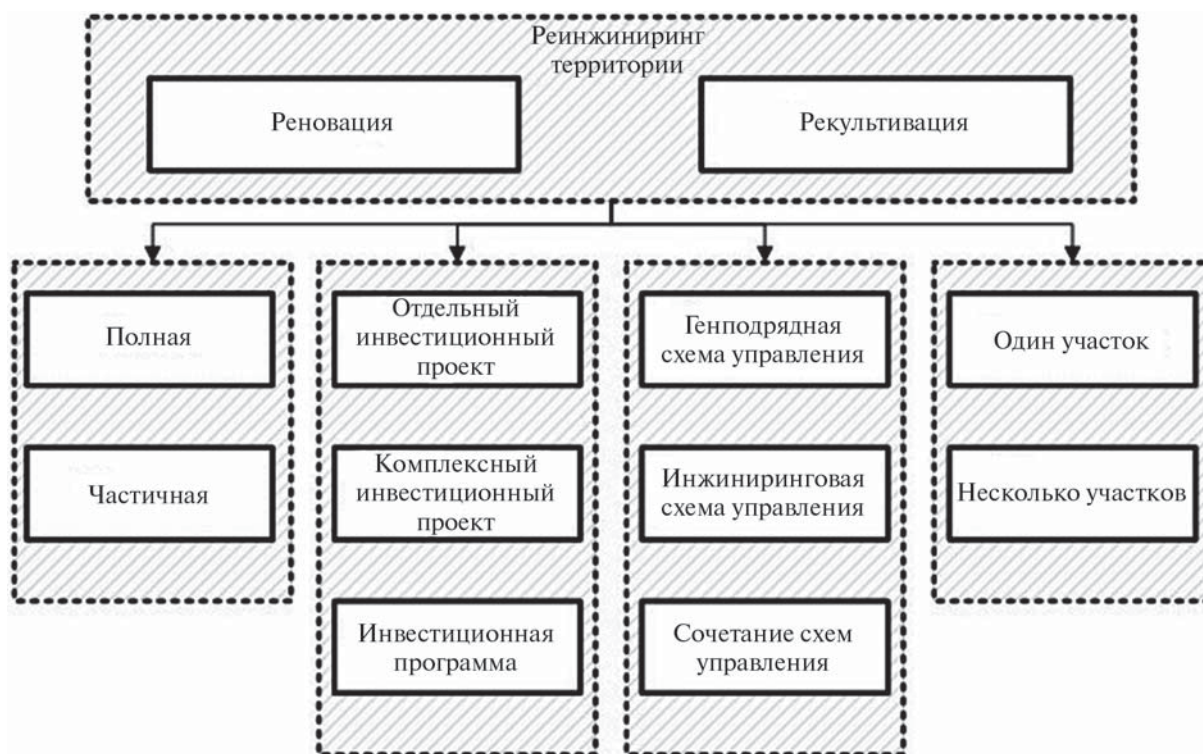 Реинжиниринг
территории
Реновация
Рекультивация
Полная
Частичная
Отдельный
инвестиционный
проект
Комплексный
инвестиционный
проект
Инвестиционная
программа
Генподрядная
схема управления
Инжиниринговая
схема управления
Сочетание схем
управления
Один участок
Несколько участков